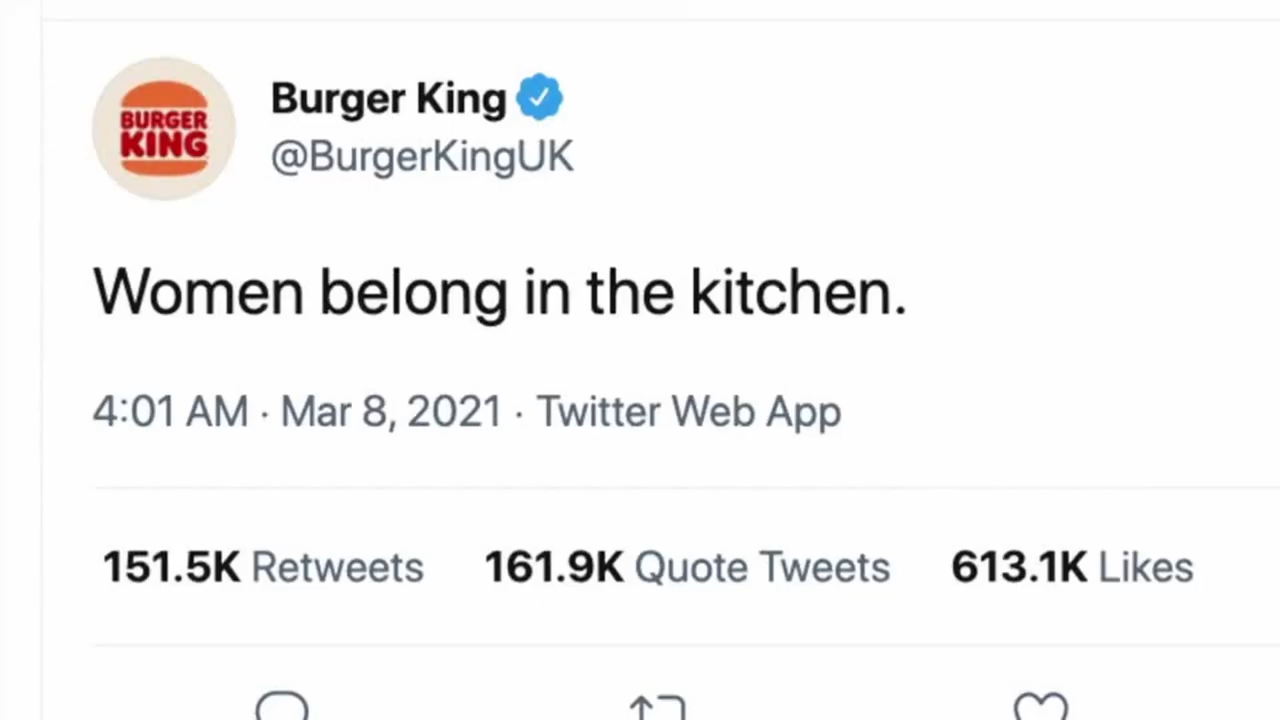 BURGER
KING
Burger King
@BurgerKingUK
Women belong in the kitchen.
4:01 AM · Mar 8, 2021 · Twitter Web App
151.5K Retweets 161.9K Quote Tweets 613.1K Likes